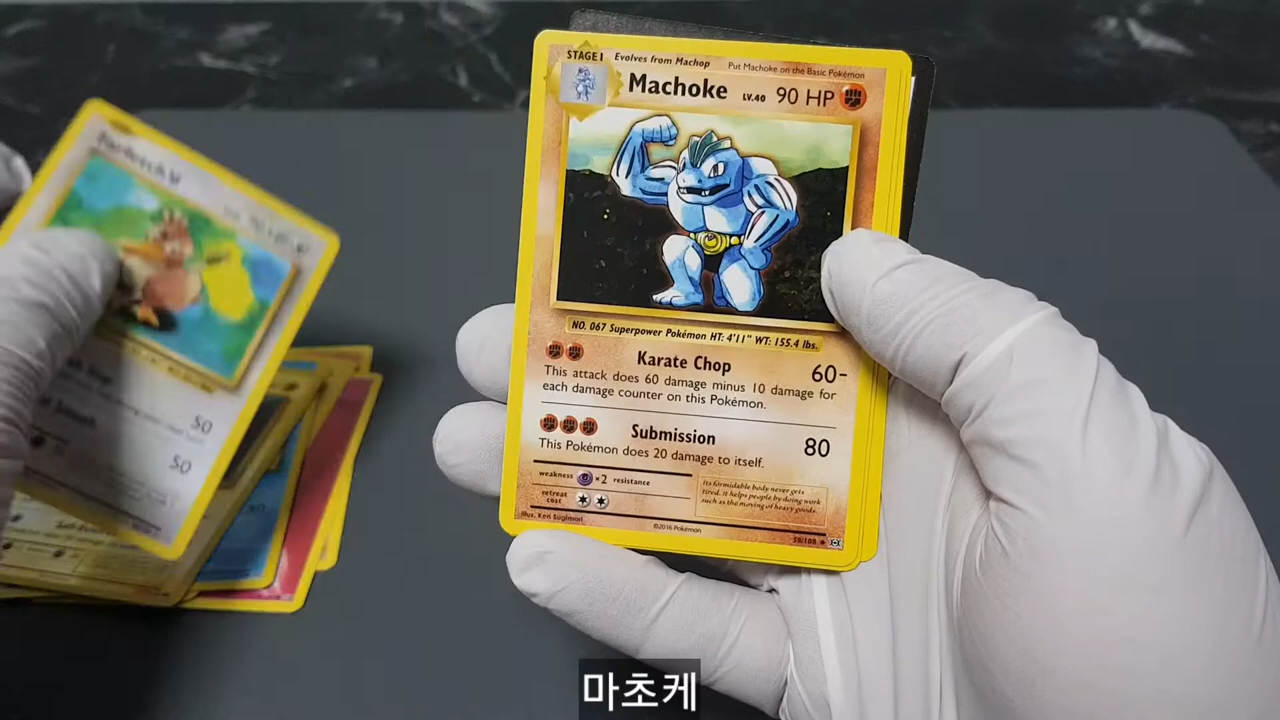 STAGE 1 Evolves from Machop Put Machoke on the Basic Pokémon
Machoke LV.40 90 HP
NO. 067 Superpower Pokémon HT: 4'11" WT: 155.4 lbs.
Karate Chop 60-
This attack does 60 damage minus 10 damage for
each damage counter on this Pokémon.
Submission 80
This Pokémon does 20 damage to itself.
weakness ×2 resistance
retreat
cost
Its formidable body never gets
tired. It helps people by doing work
such as the moving of heavy goods.
Illus. Ken Sugimori
©2016 Pokémon
50
50
마초케